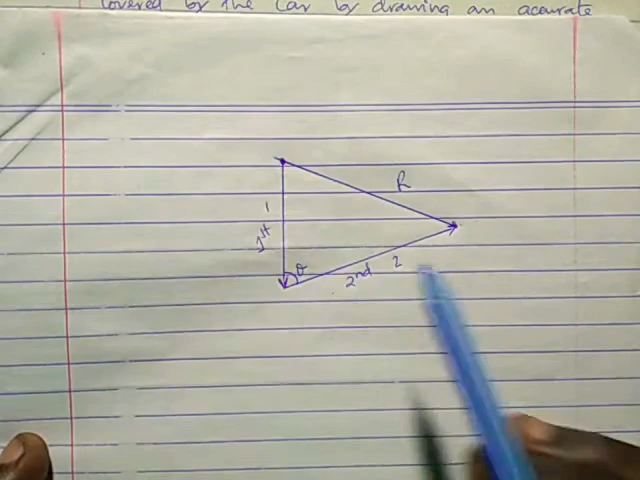 covered by the Car by drawing an accurate
R
1
1st
θ
2nd 2